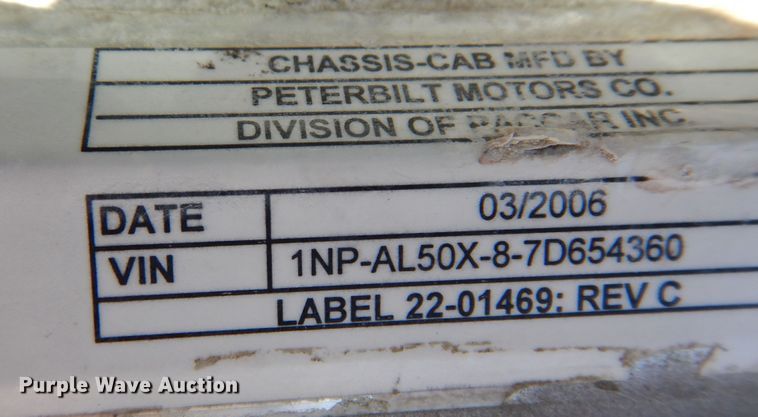 CHASSIS-CAB MFD BY
PETERBILT MOTORS CO.
DIVISION OF PACCAR INC
DATE 03/2006
VIN 1NP-AL50X-8-7D654360
LABEL 22-01469: REV C
Purple Wave Auction